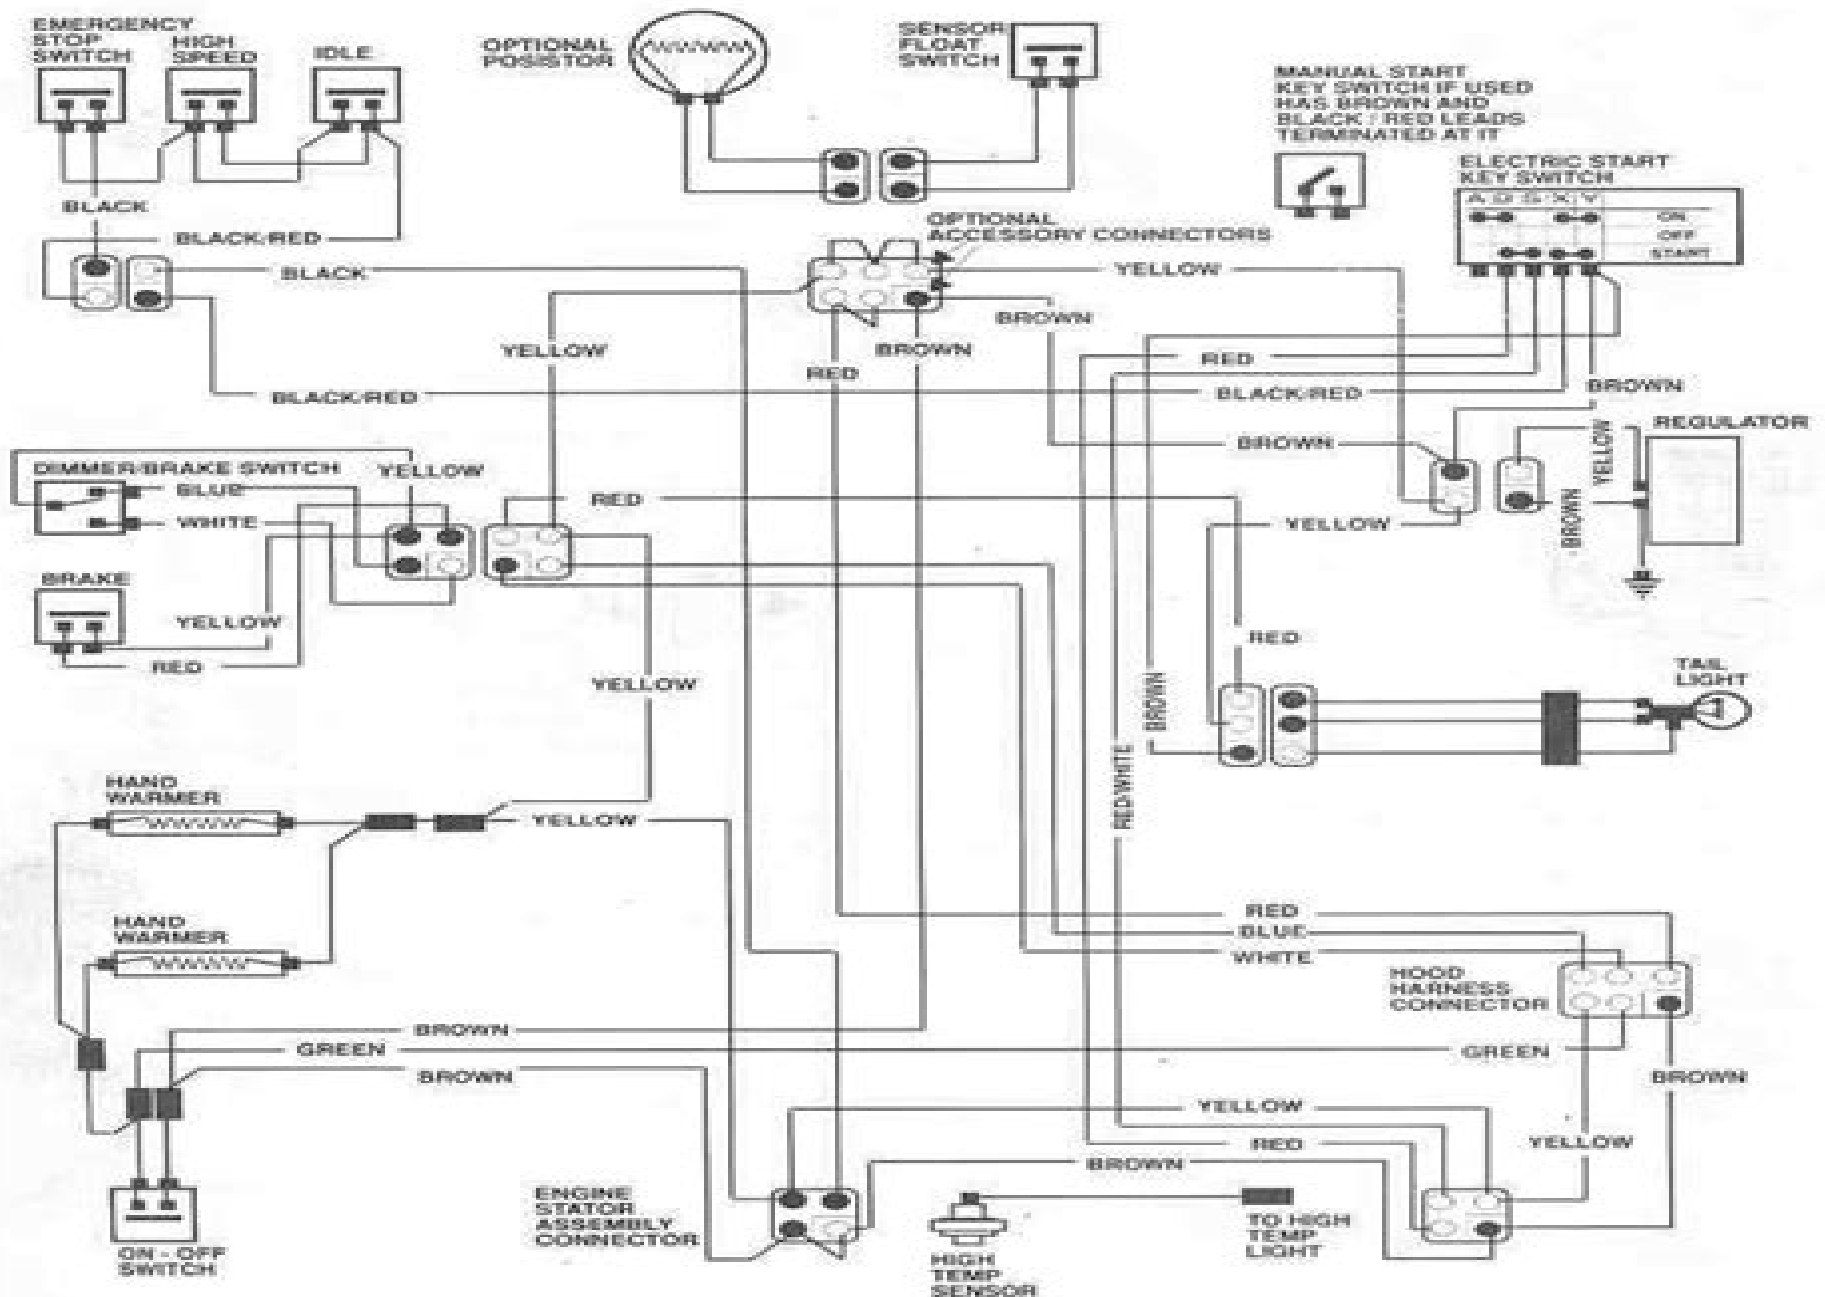 EMERGENCY
STOP
SWITCH
HIGH
SPEED
IDLE
OPTIONAL
POSISTOR
SENSOR
FLOAT
SWITCH
MANUAL START
KEY SWITCH IF USED
HAS BROWN AND
BLACK / RED LEADS
TERMINATED AT IT
ELECTRIC START
KEY SWITCH
A D S X Y
ON
OFF
START
BLACK
BLACK/RED
OPTIONAL
ACCESSORY CONNECTORS
BLACK
YELLOW
BROWN
YELLOW
BROWN
RED
RED
BLACK/RED
BLACK/RED
BROWN
REGULATOR
BROWN
YELLOW
DIMMER/BRAKE SWITCH
YELLOW
BLUE
RED
WHITE
YELLOW
BROWN
BRAKE
YELLOW
RED
RED
YELLOW
BROWN
TAIL
LIGHT
RED/WHITE
HAND
WARMER
YELLOW
HAND
WARMER
RED
BLUE
WHITE
HOOD
HARNESS
CONNECTOR
BROWN
GREEN
GREEN
BROWN
BROWN
YELLOW
RED
YELLOW
BROWN
ENGINE
STATOR
ASSEMBLY
CONNECTOR
TO HIGH
TEMP
LIGHT
ON - OFF
SWITCH
HIGH
TEMP
SENSOR